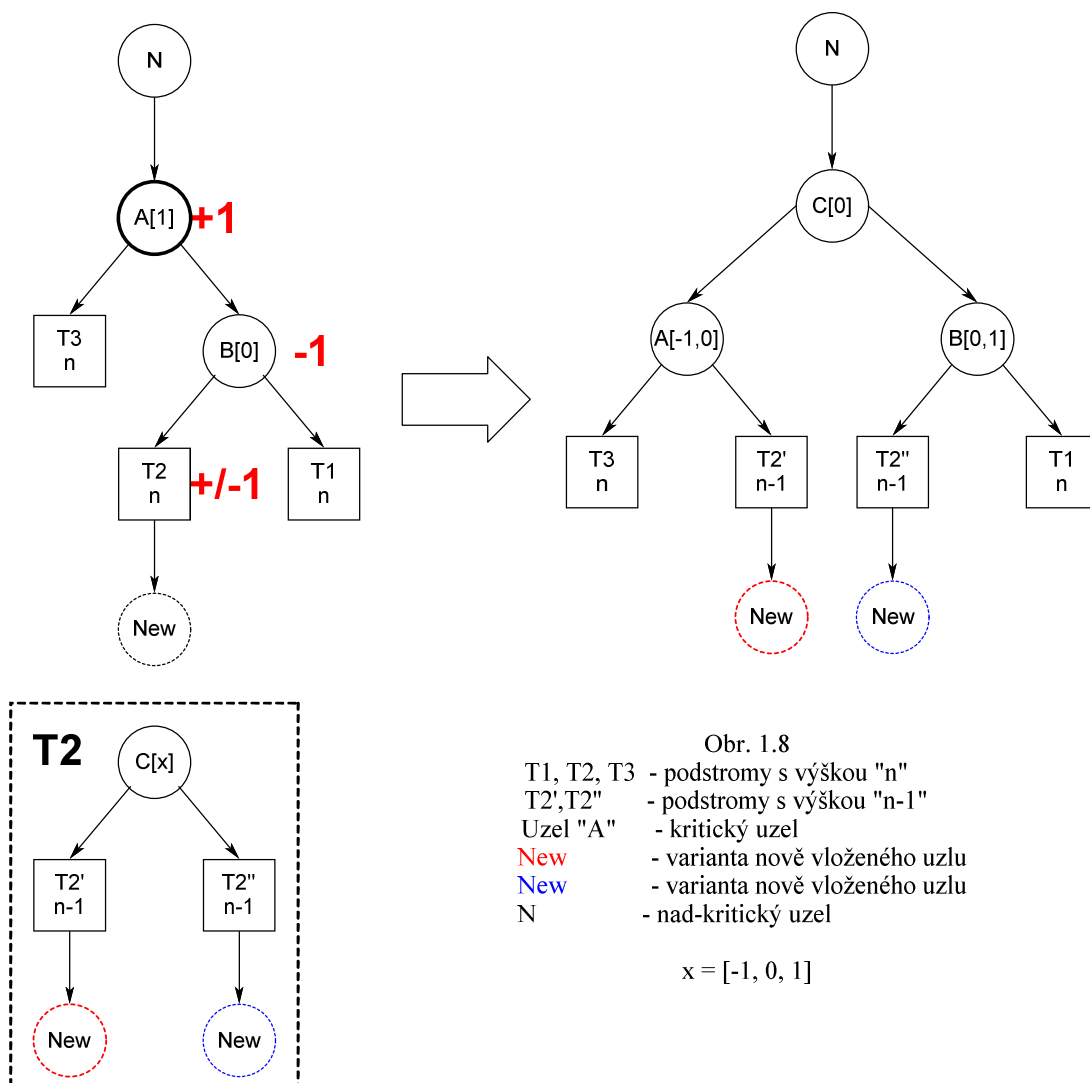 N
A[1]
+1
T3
n
B[0]
-1
T2
n
+/-1
T1
n
New
N
C[0]
A[-1,0]
B[0,1]
T3
n
T2'
n-1
T2"
n-1
T1
n
New
New
T2
C[x]
T2'
n-1
T2"
n-1
New
New
Obr. 1.8
T1, T2, T3 - podstromy s výškou "n"
T2',T2" - podstromy s výškou "n-1"
Uzel "A" - kritický uzel
New - varianta nově vloženého uzlu
New - varianta nově vloženého uzlu
N - nad-kritický uzel
x = [-1, 0, 1]